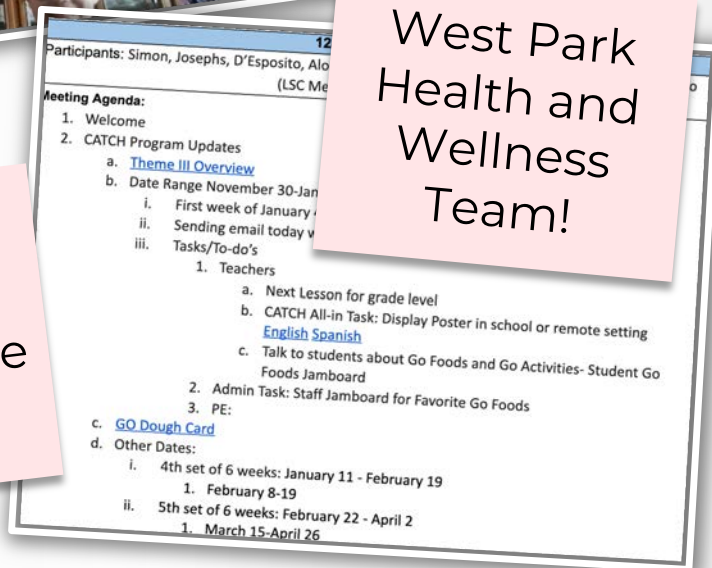 West Park
Health and
Wellness
Team!
e
12
Participants: Simon, Josephs, D'Esposito, Alo
o
(LSC Me
Meeting Agenda:
1. Welcome
2. CATCH Program Updates
a. Theme III Overview
b. Date Range November 30-Jan
i. First week of January
ii. Sending email today w
iii. Tasks/To-do's
1. Teachers
a. Next Lesson for grade level
b. CATCH All-in Task: Display Poster in school or remote setting
English Spanish
c. Talk to students about Go Foods and Go Activities- Student Go
Foods Jamboard
2. Admin Task: Staff Jamboard for Favorite Go Foods
3. PE:
c. GO Dough Card
d. Other Dates:
i. 4th set of 6 weeks: January 11 - February 19
1. February 8-19
ii. 5th set of 6 weeks: February 22 - April 2
1. March 15-April 26